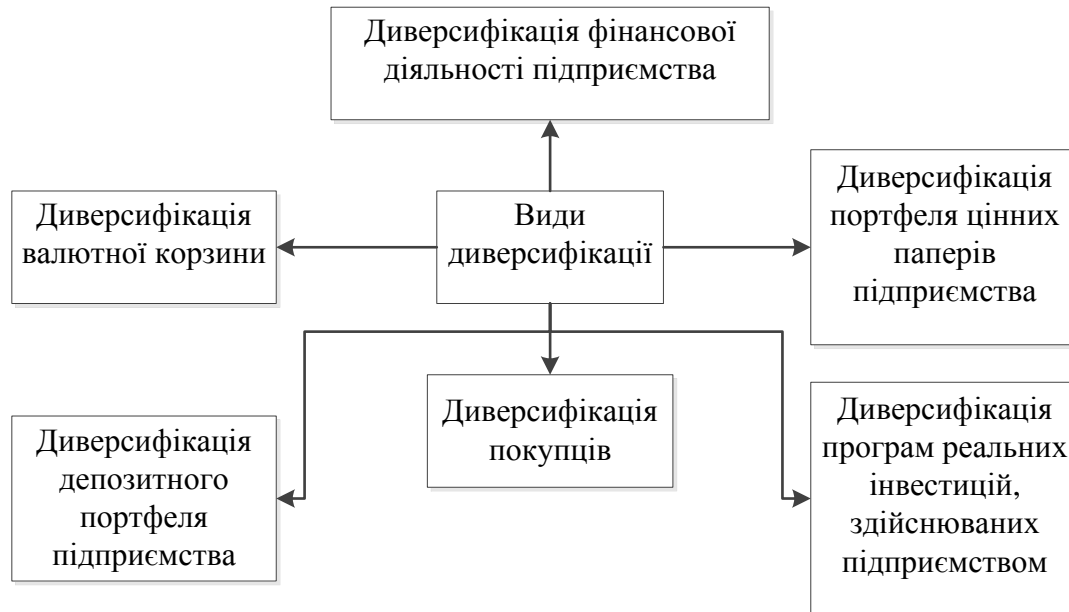 Диверсифікація фінансової
діяльності підприємства
Диверсифікація
валютної корзини
Види
диверсифікації
Диверсифікація
портфеля цінних
паперів
підприємства
Диверсифікація
депозитного
портфеля
підприємства
Диверсифікація
покупців
Диверсифікація
програм реальних
інвестицій,
здійснюваних
підприємством